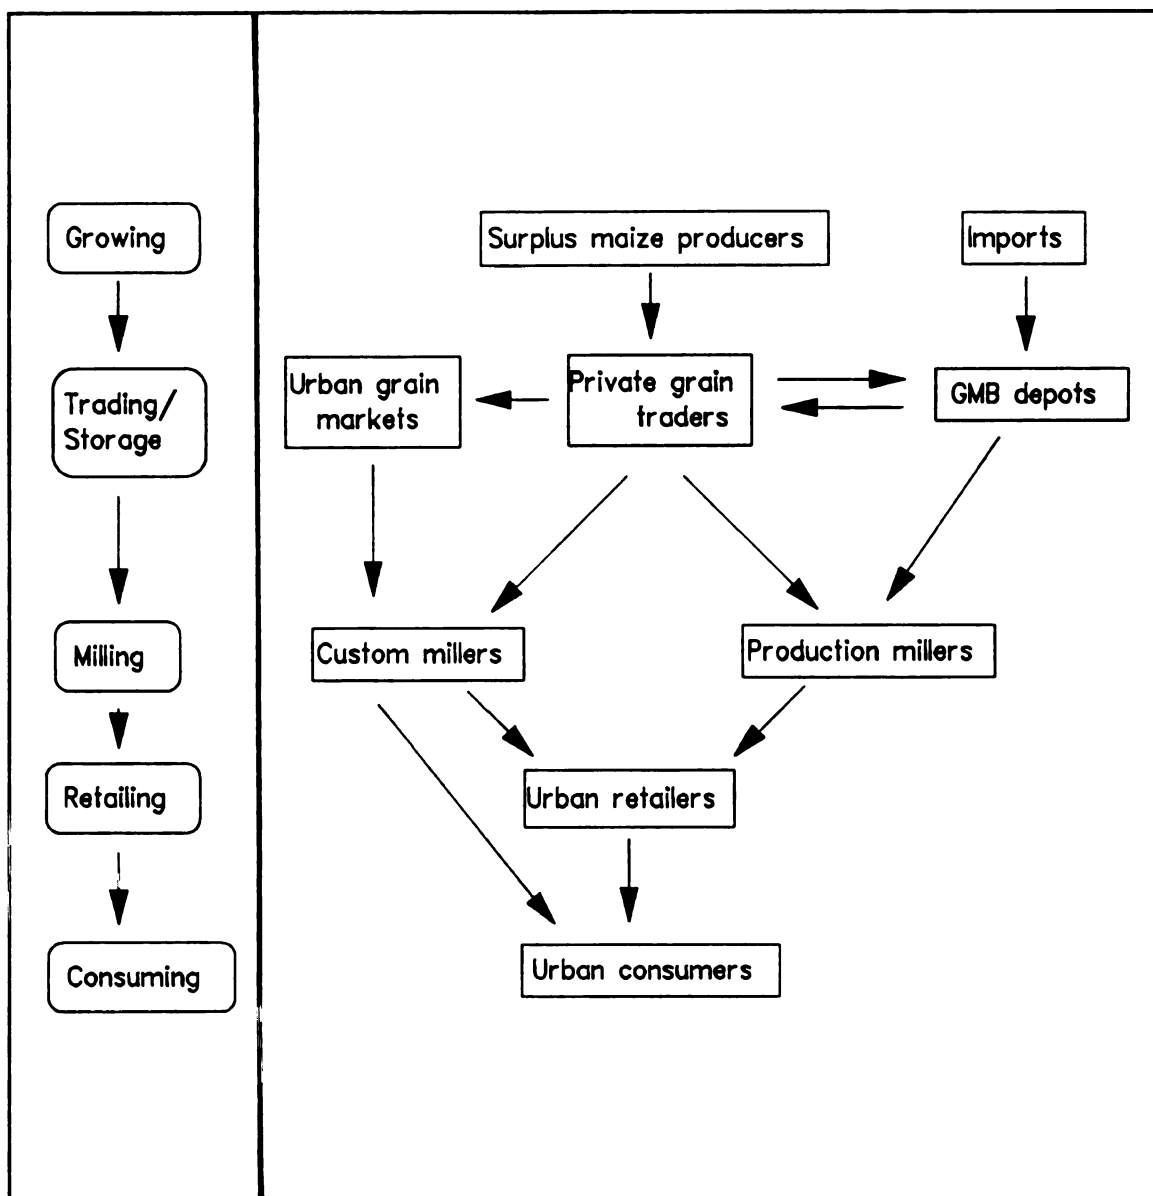 Growing
Surplus maize producers
Imports
Trading/
Storage
Urban grain
markets
Private grain
traders
GMB depots
Milling
Custom millers
Production millers
Retailing
Urban retailers
Consuming
Urban consumers